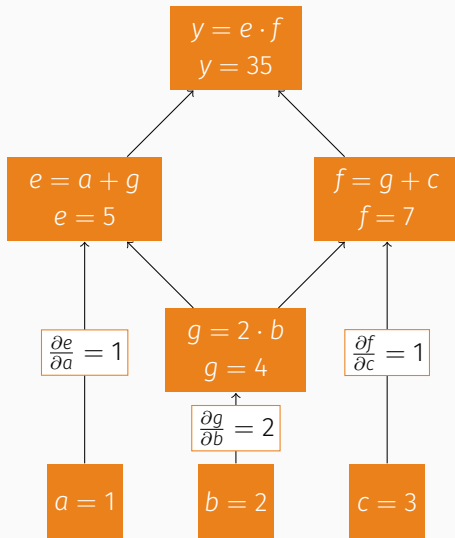 y = e · f
y = 35
e = a + g
e = 5
f = g + c
f = 7
g = 2 · b
g = 4
∂e/∂a = 1
∂f/∂c = 1
∂g/∂b = 2
a = 1
b = 2
c = 3